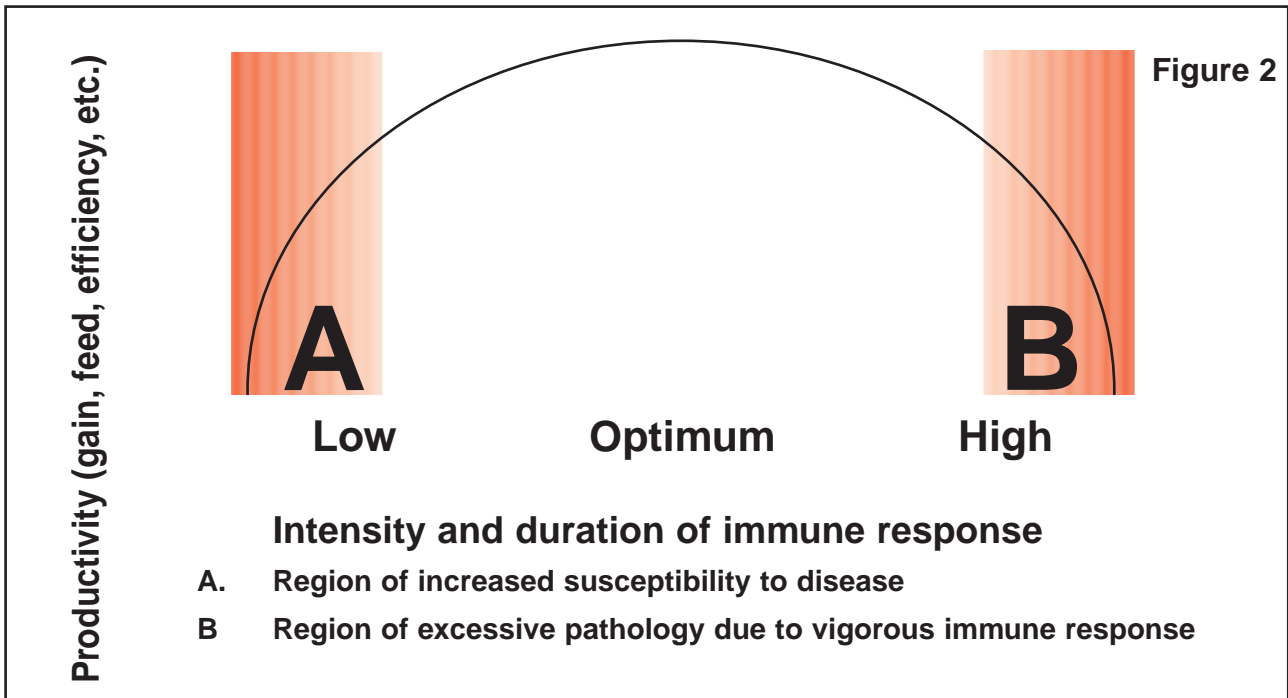 Figure 2
Productivity (gain, feed, efficiency, etc.)
A
B
Low Optimum High
Intensity and duration of immune response
A. Region of increased susceptibility to disease
B Region of excessive pathology due to vigorous immune response